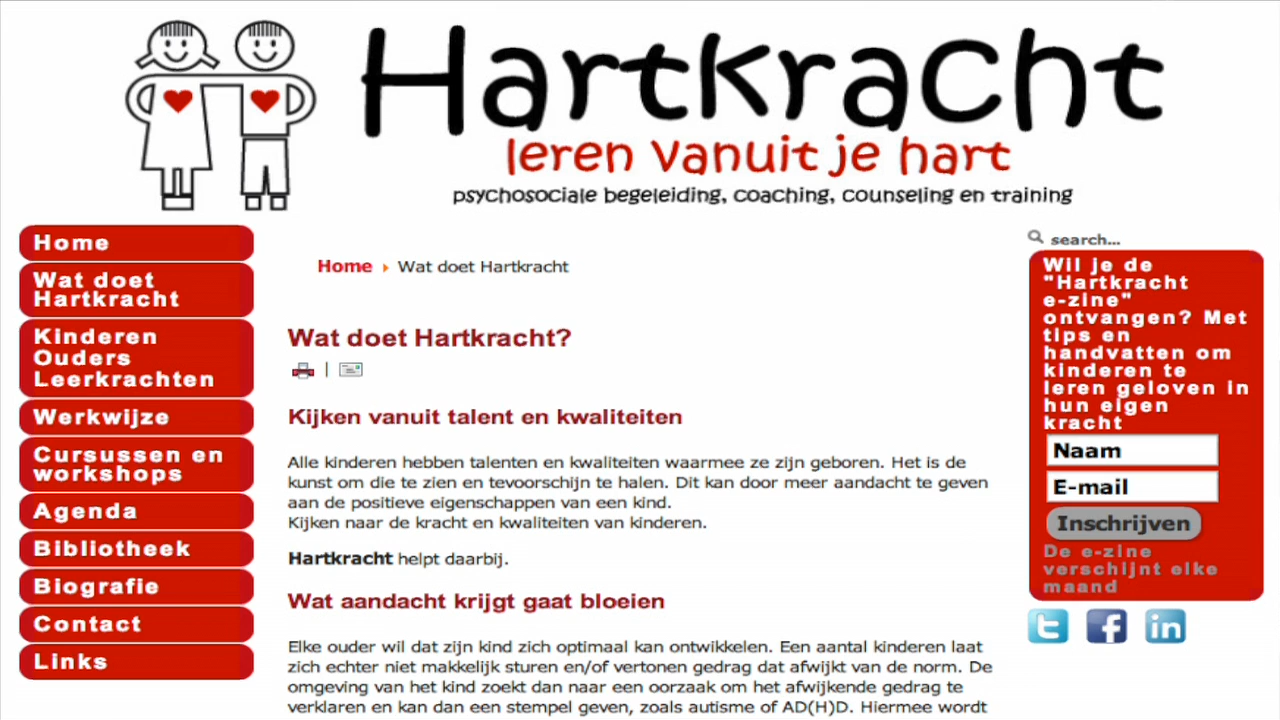 Hartkracht
leren vanuit je hart
psychosociale begeleiding, coaching, counseling en training
Home
Wat doet
Hartkracht
Kinderen
Ouders
Leerkrachten
Werkwijze
Cursussen en
workshops
Agenda
Bibliotheek
Biografie
Contact
Links
Home Wat doet Hartkracht
Wat doet Hartkracht?
|
Kijken vanuit talent en kwaliteiten
Alle kinderen hebben talenten en kwaliteiten waarmee ze zijn geboren. Het is de
kunst om die te zien en tevoorschijn te halen. Dit kan door meer aandacht te geven
aan de positieve eigenschappen van een kind.
Kijken naar de kracht en kwaliteiten van kinderen.
Hartkracht helpt daarbij.
Wat aandacht krijgt gaat bloeien
Elke ouder wil dat zijn kind zich optimaal kan ontwikkelen. Een aantal kinderen laat
zich echter niet makkelijk sturen en/of vertonen gedrag dat afwijkt van de norm. De
omgeving van het kind zoekt dan naar een oorzaak om het afwijkende gedrag te
verklaren en kan dan een stempel geven, zoals autisme of AD(H)D. Hiermee wordt
search...
Wil je de
"Hartkracht
e-zine"
ontvangen? Met
tips en
handvatten om
kinderen te
leren geloven in
hun eigen
kracht
Naam
E-mail
Inschrijven
De e-zine
verschijnt elke
maand